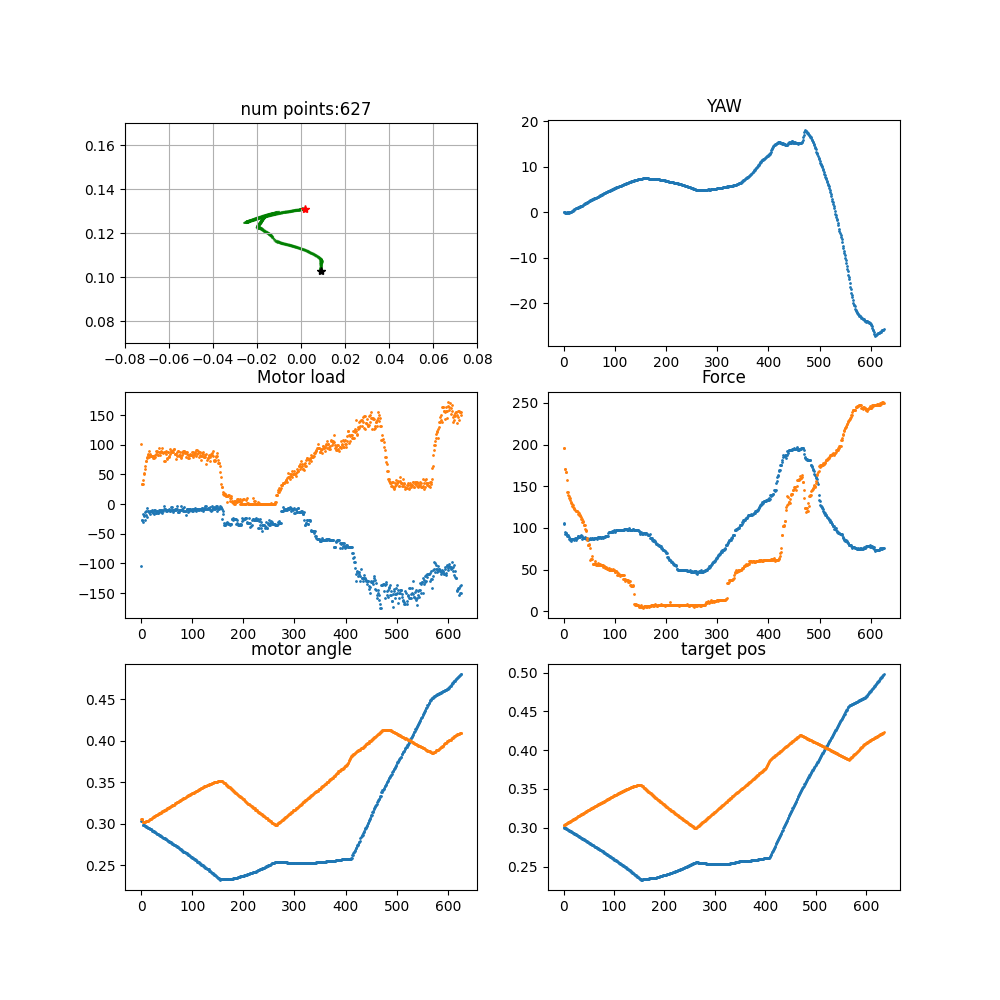 num points:627
YAW
0.16
0.14
0.12
0.10
0.08
−0.08 −0.06 −0.04 −0.02 0.00 0.02 0.04 0.06 0.08
20
10
0
−10
−20
0 100 200 300 400 500 600
Motor load
Force
150
100
50
0
−50
−100
−150
0 100 200 300 400 500 600
250
200
150
100
50
0
0 100 200 300 400 500 600
motor angle
target pos
0.45
0.40
0.35
0.30
0.25
0 100 200 300 400 500 600
0.50
0.45
0.40
0.35
0.30
0.25
0 100 200 300 400 500 600